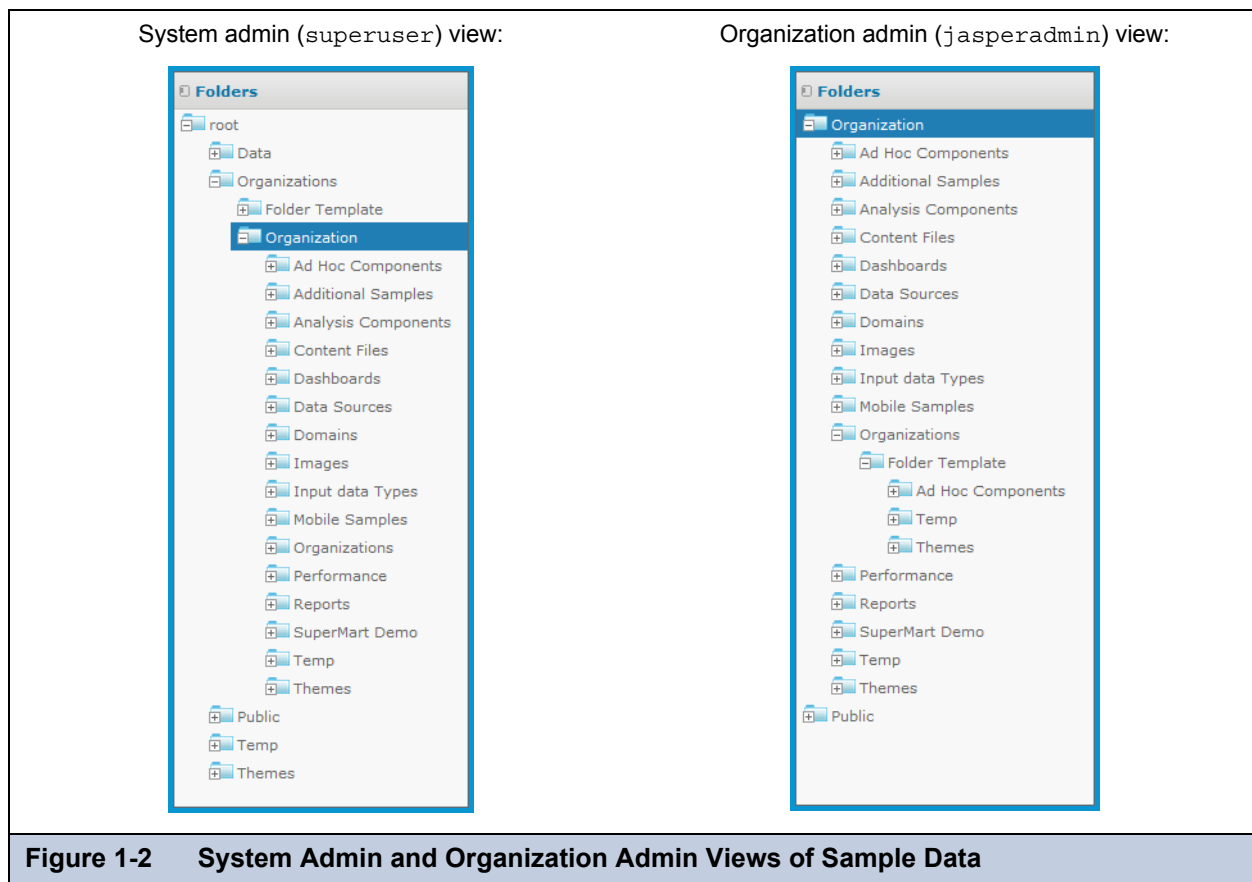 System admin (superuser) view:
Folders
root
Data
Organizations
Folder Template
Organization
Ad Hoc Components
Additional Samples
Analysis Components
Content Files
Dashboards
Data Sources
Domains
Images
Input data Types
Mobile Samples
Organizations
Performance
Reports
SuperMart Demo
Temp
Themes
Public
Temp
Themes
Organization admin (jasperadmin) view:
Folders
Organization
Ad Hoc Components
Additional Samples
Analysis Components
Content Files
Dashboards
Data Sources
Domains
Images
Input data Types
Mobile Samples
Organizations
Folder Template
Ad Hoc Components
Temp
Themes
Performance
Reports
SuperMart Demo
Temp
Themes
Public
Figure 1-2 System Admin and Organization Admin Views of Sample Data